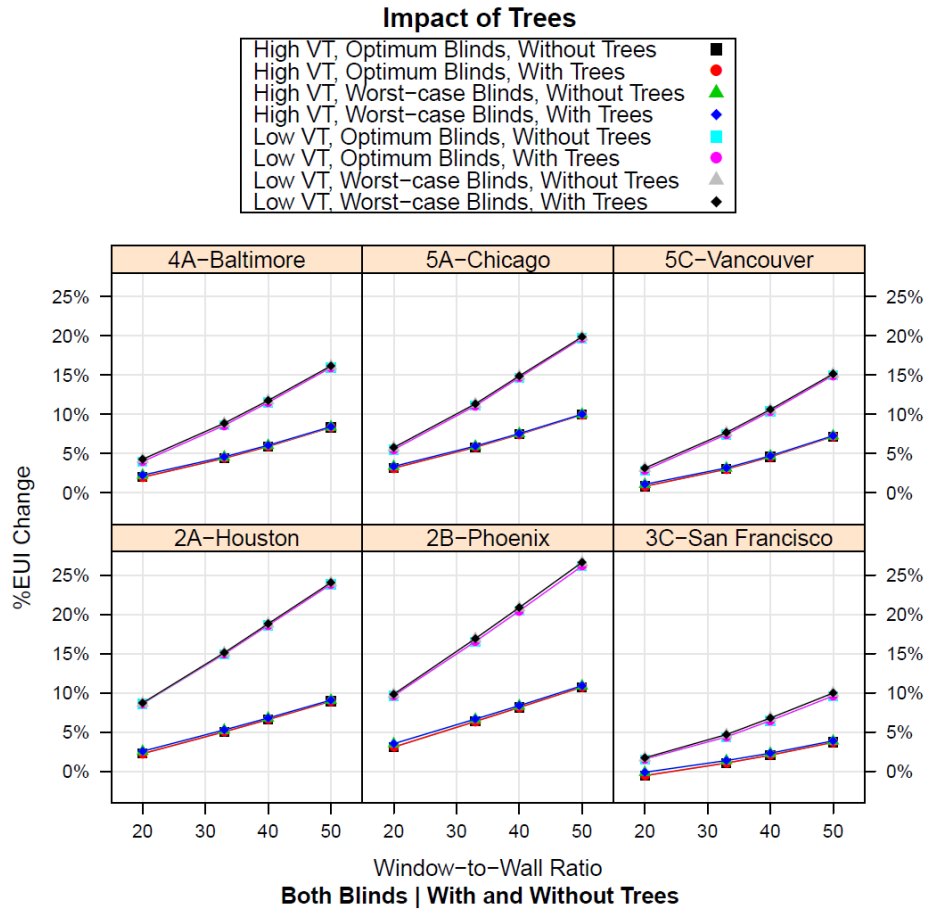 Impact of Trees
High VT, Optimum Blinds, Without Trees
High VT, Optimum Blinds, With Trees
High VT, Worst−case Blinds, Without Trees
High VT, Worst−case Blinds, With Trees
Low VT, Optimum Blinds, Without Trees
Low VT, Optimum Blinds, With Trees
Low VT, Worst−case Blinds, Without Trees
Low VT, Worst−case Blinds, With Trees
4A−Baltimore 5A−Chicago 5C−Vancouver
25% 25%
20% 20%
15% 15%
10% 10%
5% 5%
0% 0%
%EUI Change
2A−Houston 2B−Phoenix 3C−San Francisco
25% 25%
20% 20%
15% 15%
10% 10%
5% 5%
0% 0%
20 30 40 50 20 30 40 50 20 30 40 50
Window−to−Wall Ratio
Both Blinds | With and Without Trees